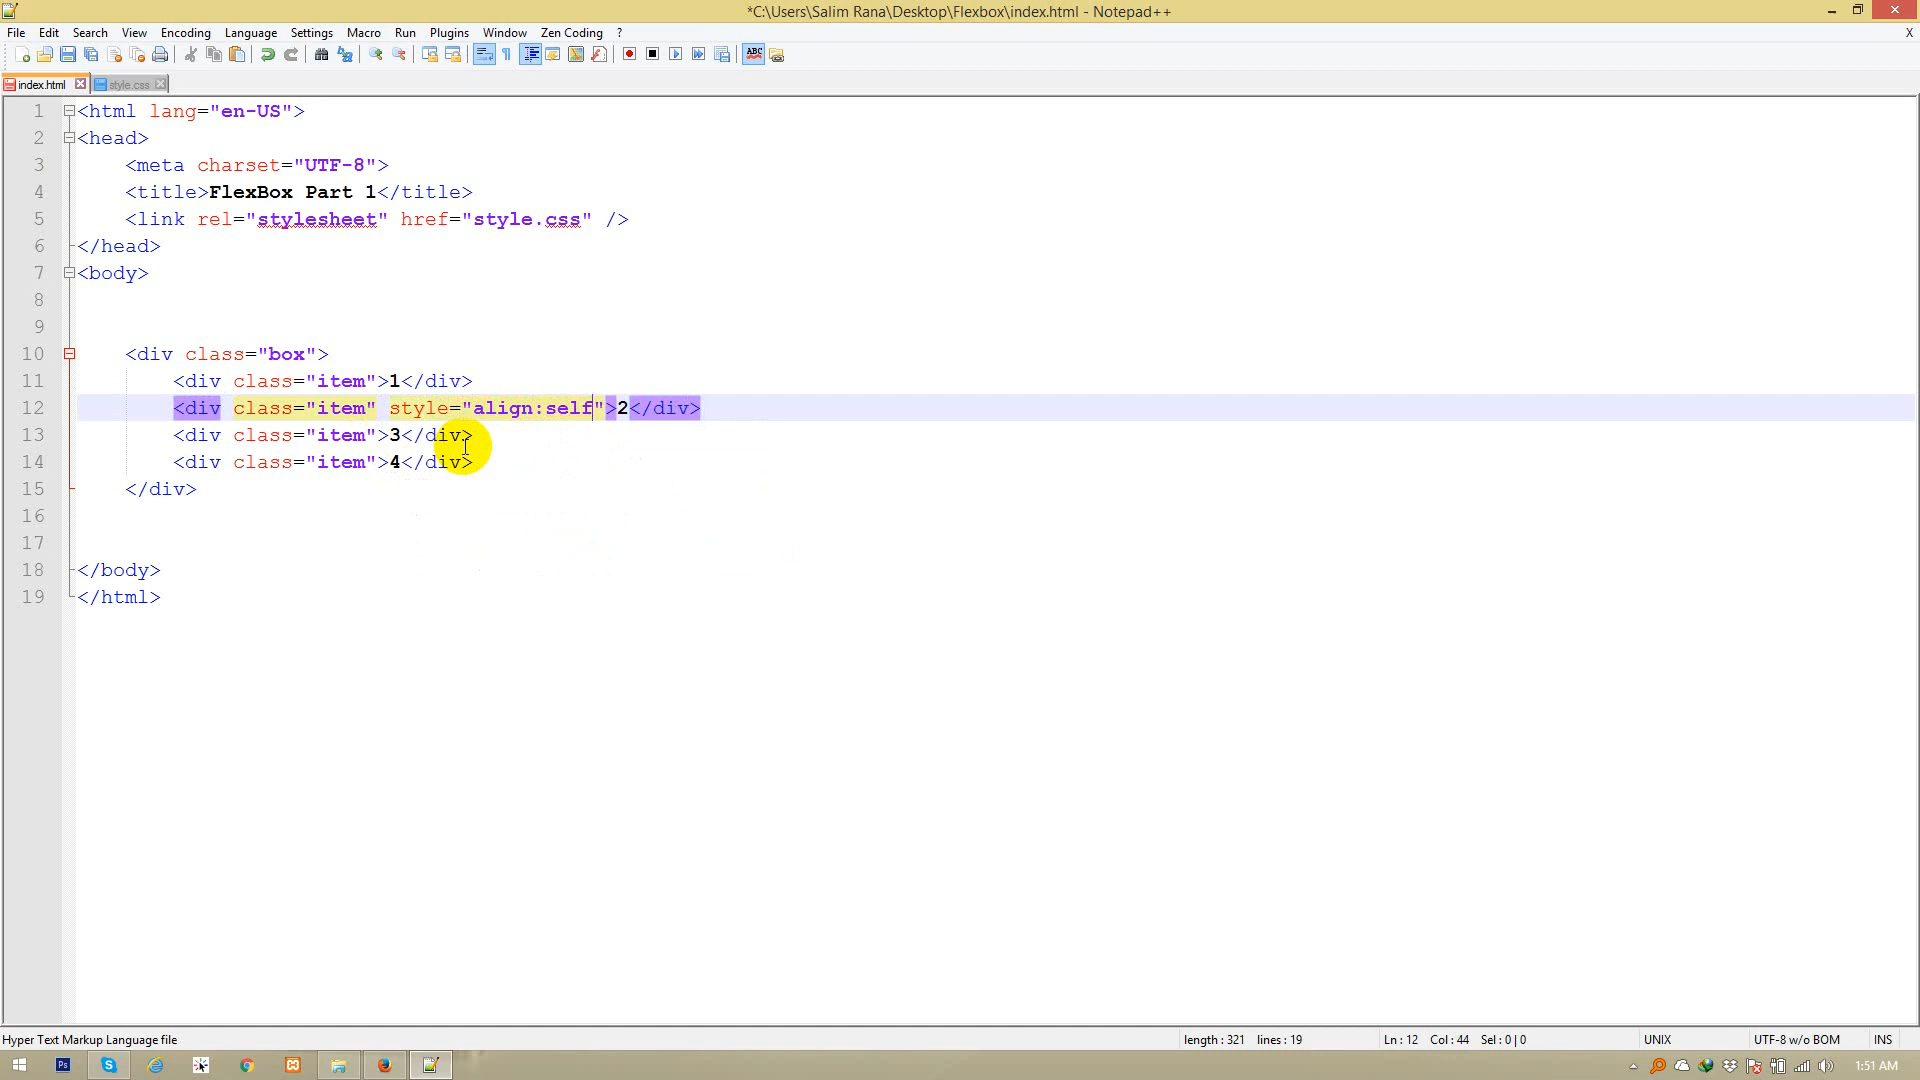 *C:\Users\Salim Rana\Desktop\Flexbox\index.html - Notepad++
File Edit Search View Encoding Language Settings Macro Run Plugins Window Zen Coding ? X
ABC
index.html style.css
1 <html lang="en-US">
2 <head>
3 <meta charset="UTF-8">
4 <title>FlexBox Part 1</title>
5 <link rel="stylesheet" href="style.css" />
6 </head>
7 <body>
8
9
10 <div class="box">
11 <div class="item">1</div>
12 <div class="item" style="align:self">2</div>
13 <div class="item">3</div>
14 <div class="item">4</div>
15 </div>
16
17
18 </body>
19 </html>
Hyper Text Markup Language file length : 321 lines : 19 Ln : 12 Col : 44 Sel : 0 | 0 UNIX UTF-8 w/o BOM INS
Ps 1:51 AM